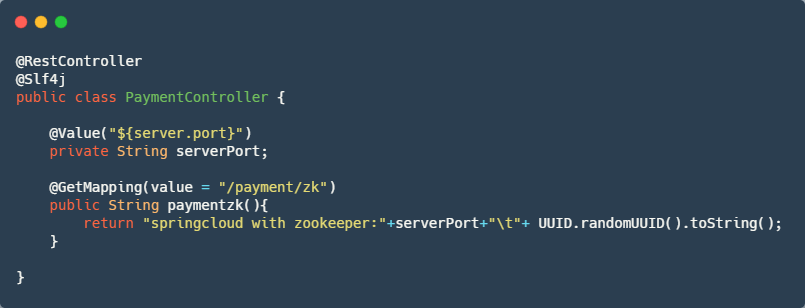 @RestController
@Slf4j
public class PaymentController {
@Value("${server.port}")
private String serverPort;
@GetMapping(value = "/payment/zk")
public String paymentzk(){
return "springcloud with zookeeper:"+serverPort+"\t"+ UUID.randomUUID().toString();
}
}